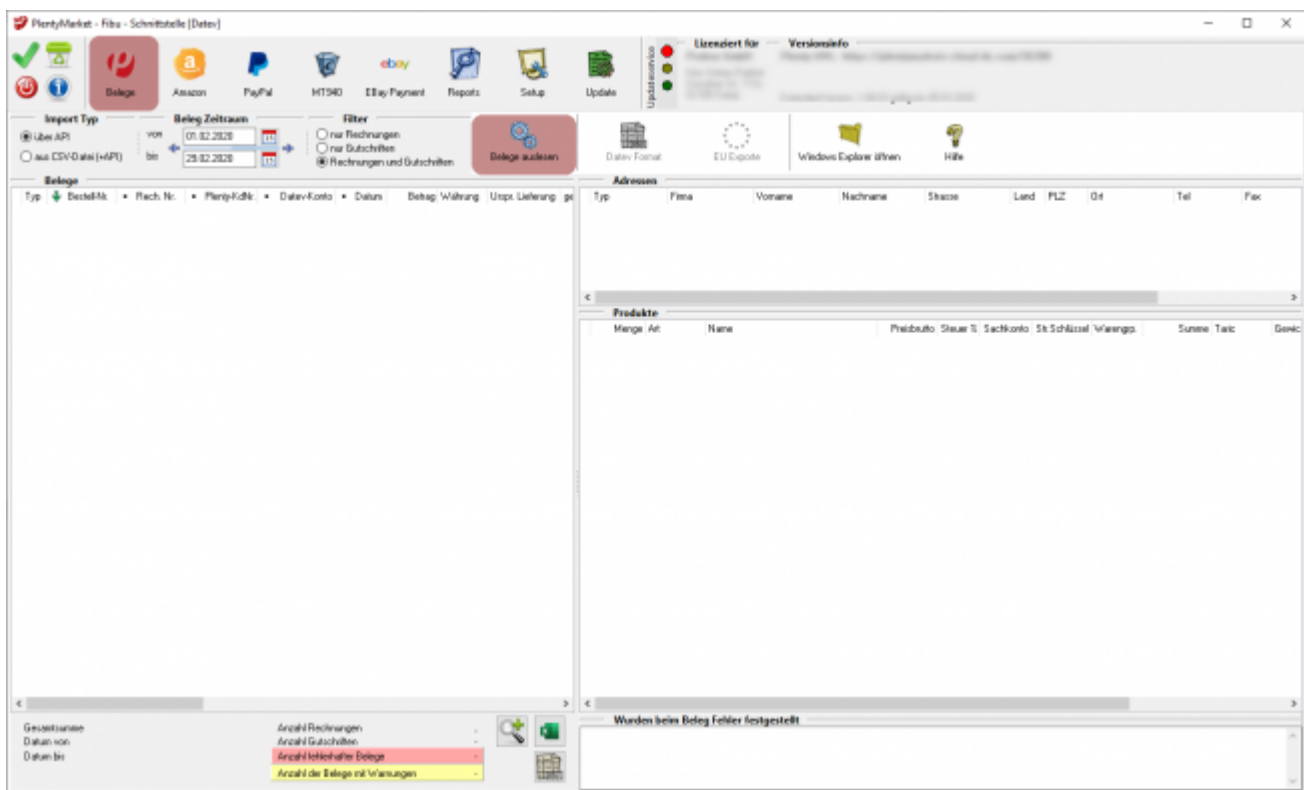 PlentyMarket - Fibu - Schnittstelle [Datev]
Belege
Amazon
PayPal
MT940
EBay Payment
Reports
Setup
Update
Updateservice
Lizenziert für
Versionsinfo
Import Typ
über API
aus CSV-Datei (+API)
Beleg Zeitraum
von 01.02.2020
bis 29.02.2020
Filter
nur Rechnungen
nur Gutschriften
Rechnungen und Gutschriften
Belege auslesen
Datev Format
EU Exporte
Windows Explorer öffnen
Hilfe
Belege
Typ Bestell-Nr. Rech. Nr. Plenty-KdNr. Datev-Konto Datum Betrag Währung Urspr. Lieferung ge
Adressen
Typ Firma Vorname Nachname Strasse Land PLZ Ort Tel Fax
Produkte
Menge Art Name Preisbrutto Steuer % Sachkonto Warengrp. Summe Taric Gewic
Gesamtsumme
Datum von
Datum bis
Anzahl Rechnungen -
Anzahl Gutschriften -
Anzahl fehlerhafter Belege -
Anzahl der Belege mit Warnungen -
Wurden beim Beleg Fehler festgestellt